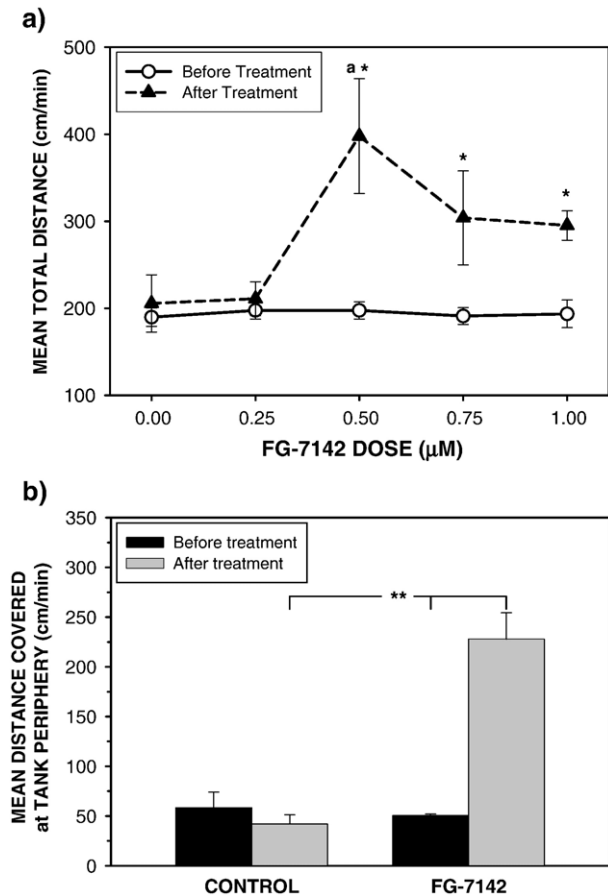 a)
500
400
300
200
100
MEAN TOTAL DISTANCE (cm/min)
Before Treatment
After Treatment
a *
*
*
0.00 0.25 0.50 0.75 1.00
FG-7142 DOSE (μM)
b)
350
300
250
200
150
100
50
0
MEAN DISTANCE COVERED
at TANK PERIPHERY (cm/min)
Before treatment
After treatment
**
CONTROL FG-7142